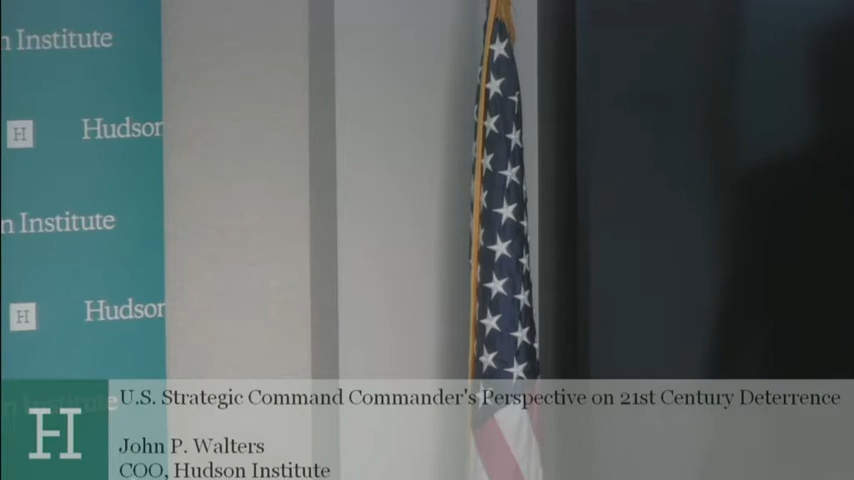 n Institute
H Hudson
n Institute
H Hudson
H
U.S. Strategic Command Commander's Perspective on 21st Century Deterrence
John P. Walters
COO, Hudson Institute